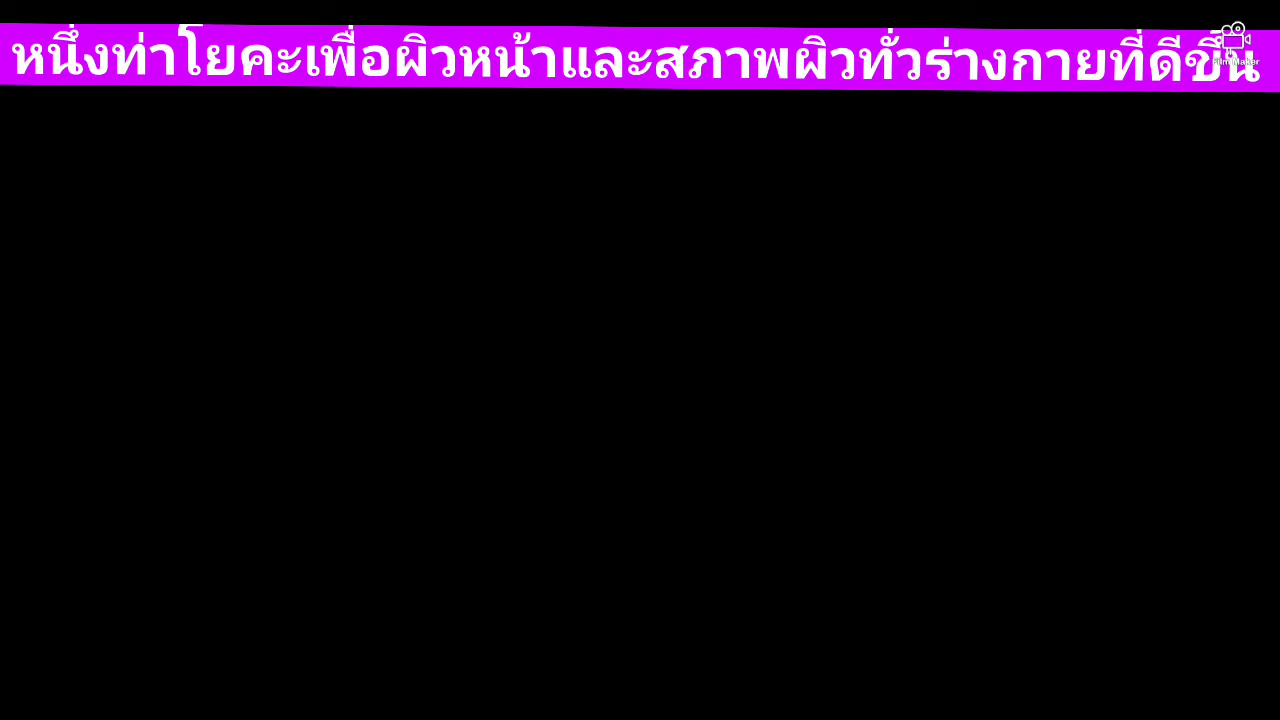 หนึ่งท่าโยคะเพื่อผิวหน้าและสภาพผิวทั่วร่างกายที่ดีขึ้น
Film Maker